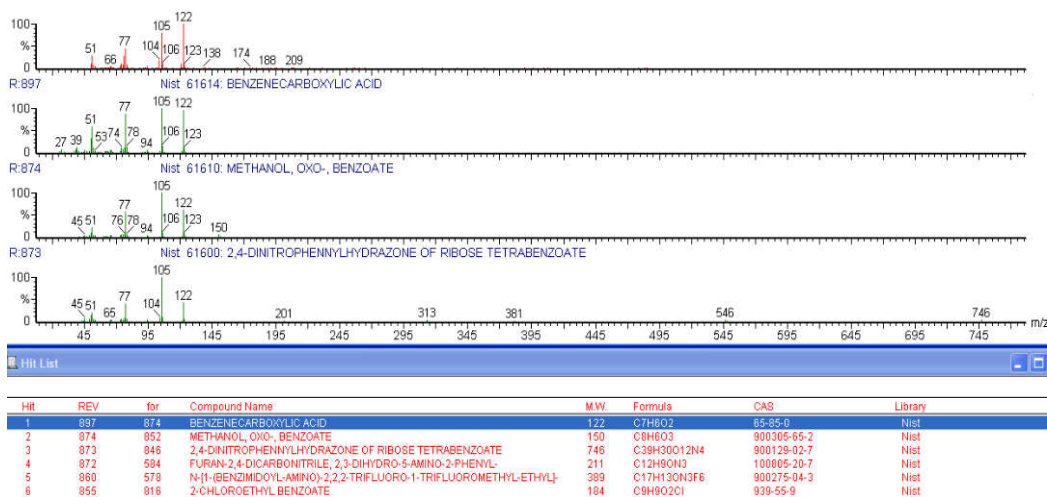 122
100 105
77
51 104 106 123 138 174
% 66 188 209
0
R:897 Nist 61614: BENZENECARBOXYLIC ACID
105 122
100 77
51
% 27 39 53 74 78 94 106 123
0
R:874 Nist 61610: METHANOL, OXO-, BENZOATE
105
100 122
77
% 45 51 76 78 94 106 123 150
0
R:873 Nist 61600: 2,4-DINITROPHENNYLHYDRAZONE OF RIBOSE TETRABENZOATE
105
100
77 122
% 45 51 65 104 201 313 381 546 746
0 m/z
45 95 145 195 245 295 345 395 445 495 545 595 645 695 745
Hit List
Hit REV for Compound Name M.W. Formula CAS Library
1 897 874 BENZENECARBOXYLIC ACID 122 C7H6O2 65-85-0 Nist
2 874 852 METHANOL, OXO-, BENZOATE 150 C8H6O3 900305-65-2 Nist
3 873 846 2,4-DINITROPHENNYLHYDRAZONE OF RIBOSE TETRABENZOATE 746 C39H30O12N4 900129-02-7 Nist
4 872 584 FURAN-2,4-DICARBONITRILE, 2,3-DIHYDRO-5-AMINO-2-PHENYL- 211 C12H9ON3 100805-20-7 Nist
5 860 578 N-[1-(BENZIMIDOYL-AMINO)-2,2,2-TRIFLUORO-1-TRIFLUOROMETHYL-ETHYL]- 389 C17H13ON3F6 900275-04-3 Nist
6 855 816 2-CHLOROETHYL BENZOATE 184 C9H9O2Cl 939-55-9 Nist